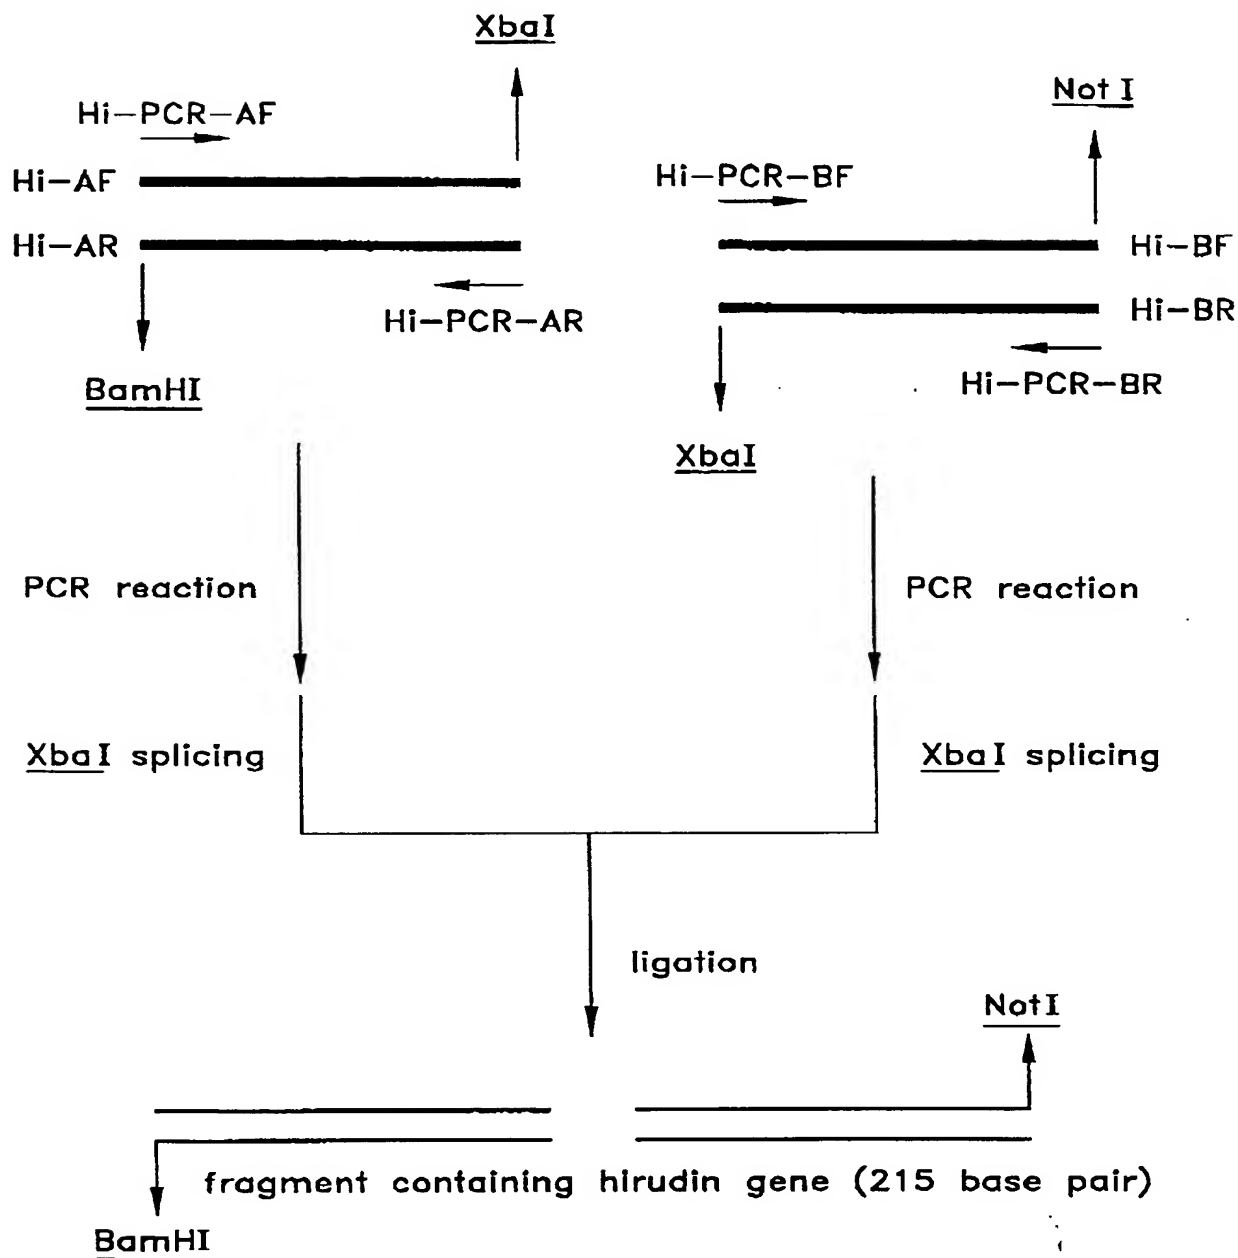 XbaI
Not I
Hi-PCR-AF
Hi-PCR-BF
Hi-AF
Hi-AR
Hi-BF
Hi-BR
Hi-PCR-AR
Hi-PCR-BR
BamHI
XbaI
PCR reaction
PCR reaction
XbaI splicing
XbaI splicing
ligation
NotI
fragment containing hirudin gene (215 base pair)
BamHI